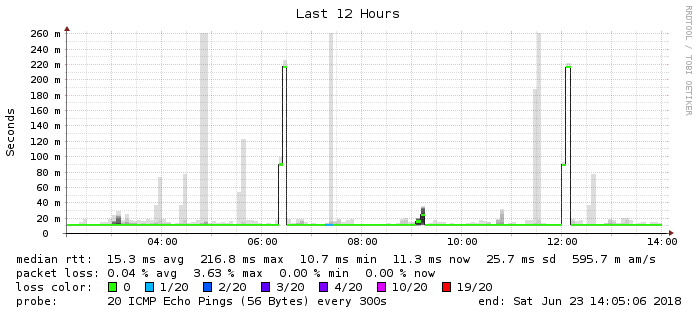 Last 12 Hours
RRDTOOL / TOBI OETIKER
Seconds
260 m
240 m
220 m
200 m
180 m
160 m
140 m
120 m
100 m
80 m
60 m
40 m
20 m
0
04:00 06:00 08:00 10:00 12:00 14:00
median rtt: 15.3 ms avg 216.8 ms max 10.7 ms min 11.3 ms now 25.7 ms sd 595.7 m am/s
packet loss: 0.04 % avg 3.63 % max 0.00 % min 0.00 % now
loss color: 0 1/20 2/20 3/20 4/20 10/20 19/20
probe: 20 ICMP Echo Pings (56 Bytes) every 300s end: Sat Jun 23 14:05:06 2018